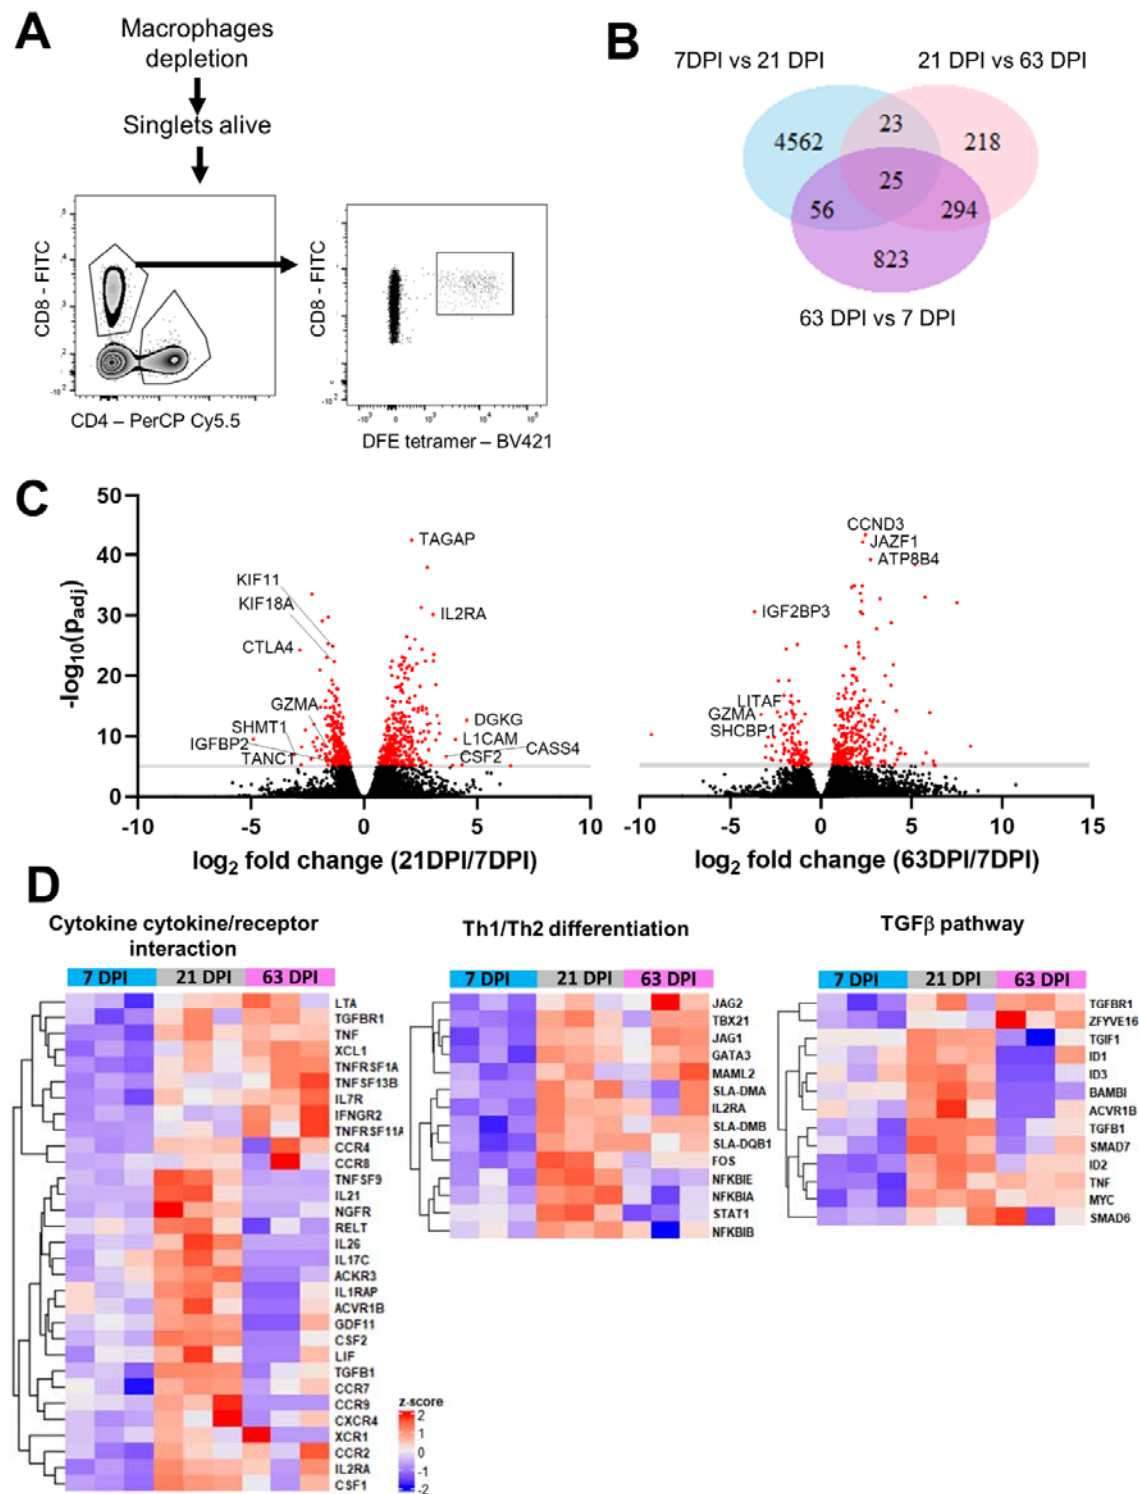 A
Macrophages
depletion
Singlets alive
CD8 - FITC
CD4 – PerCP Cy5.5
CD8 - FITC
DFE tetramer – BV421
B
7DPI vs 21 DPI
21 DPI vs 63 DPI
4562
23
218
25
56
294
823
63 DPI vs 7 DPI
C
-log10(padj)
50
40
30
20
10
0
-10
-5
0
5
10
log2 fold change (21DPI/7DPI)
TAGAP
KIF11
KIF18A
IL2RA
CTLA4
GZMA
SHMT1
IGFBP2
TANC1
DGKG
L1CAM
CASS4
CSF2
CCND3
JAZF1
ATP8B4
IGF2BP3
LITAF
GZMA
SHCBP1
-10
-5
0
5
10
15
log2 fold change (63DPI/7DPI)
D
Cytokine cytokine/receptor
interaction
7 DPI 21 DPI 63 DPI
LTA
TGFBR1
TNF
XCL1
TNFRSF1A
TNFSF13B
IL7R
IFNGR2
TNFRSF11A
CCR4
CCR8
TNFSF9
IL21
NGFR
RELT
IL26
IL17C
ACKR3
IL1RAP
ACVR1B
GDF11
CSF2
LIF
TGFB1
CCR7
CCR9
CXCR4
XCR1
CCR2
IL2RA
CSF1
z-score
2
1
0
-1
-2
Th1/Th2 differentiation
7 DPI 21 DPI 63 DPI
JAG2
TBX21
JAG1
GATA3
MAML2
SLA-DMA
IL2RA
SLA-DMB
SLA-DQB1
FOS
NFKBIE
NFKBIA
STAT1
NFKBIB
TGFβ pathway
7 DPI 21 DPI 63 DPI
TGFBR1
ZFYVE16
TGIF1
ID1
ID3
BAMBI
ACVR1B
TGFB1
SMAD7
ID2
TNF
MYC
SMAD6